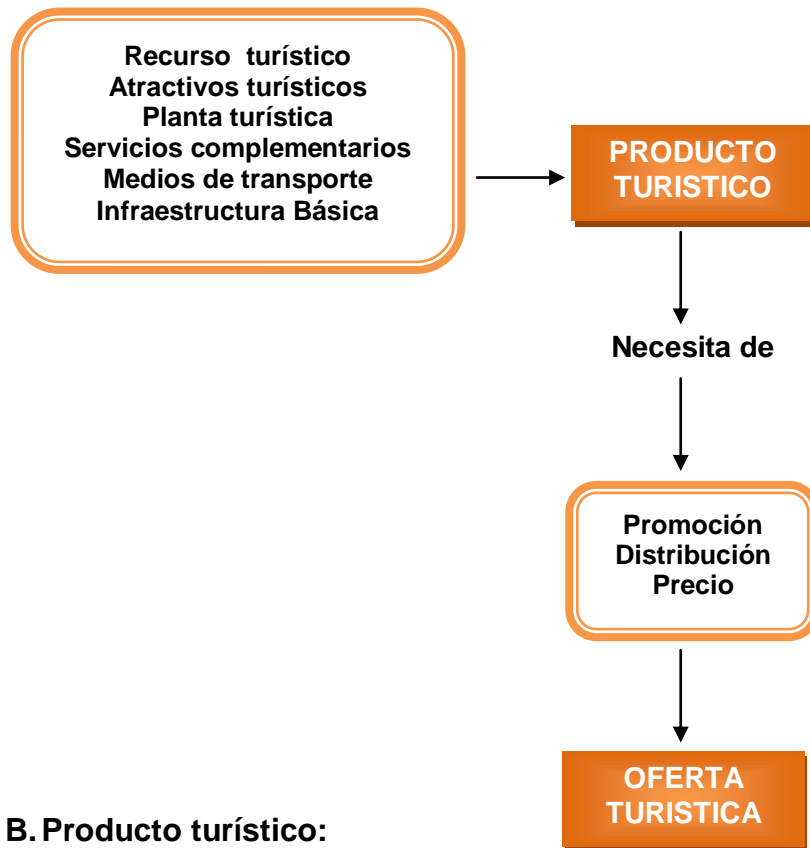 Recurso turístico
Atractivos turísticos
Planta turística
Servicios complementarios
Medios de transporte
Infraestructura Básica
PRODUCTO
TURISTICO
Necesita de
Promoción
Distribución
Precio
OFERTA
TURISTICA
B. Producto turístico: